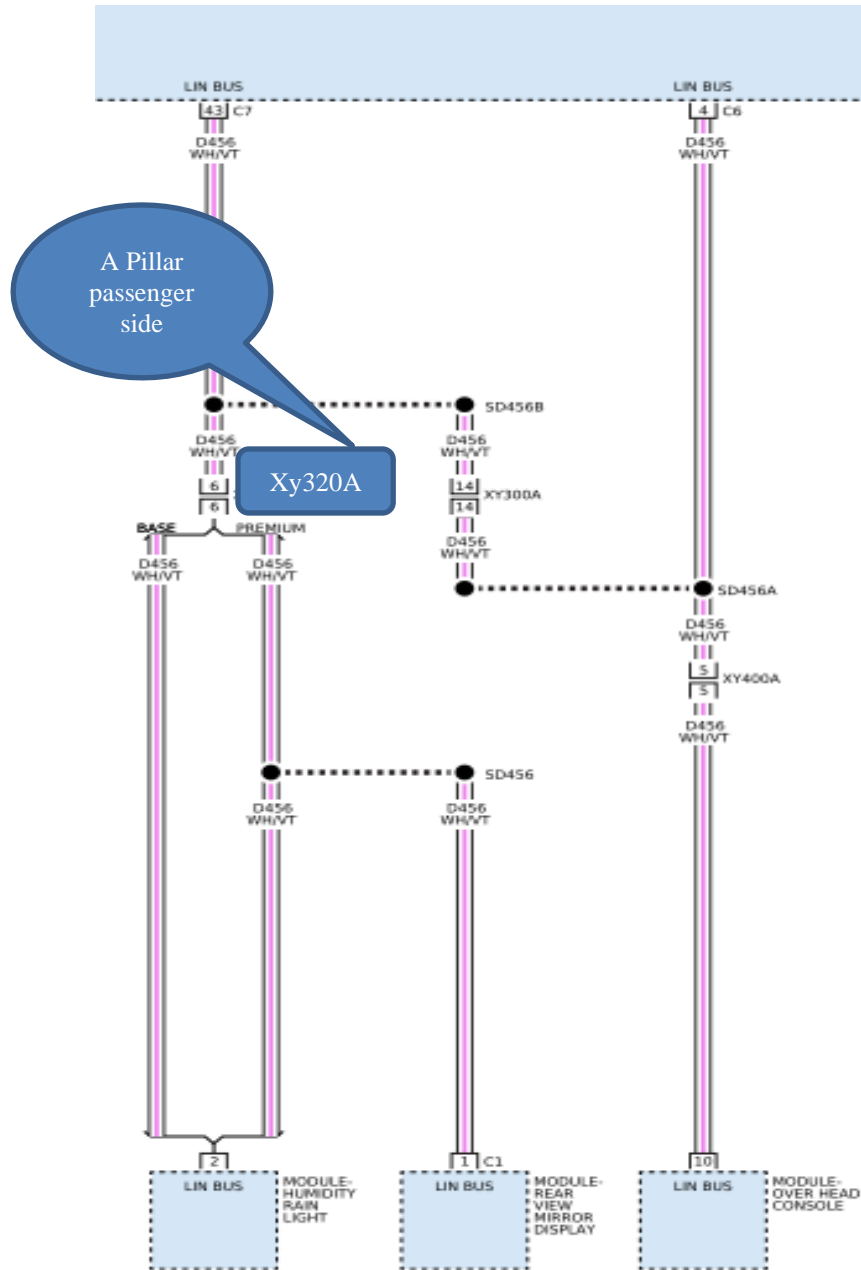 LIN BUS
LIN BUS
43 C7
4 C6
D456
WH/VT
D456
WH/VT
A Pillar
passenger
side
SD456B
D456
WH/VT
D456
WH/VT
Xy320A
6
6
14
14
XY300A
BASE
PREMIUM
D456
WH/VT
D456
WH/VT
D456
WH/VT
SD456A
D456
WH/VT
5
5
XY400A
D456
WH/VT
SD456
D456
WH/VT
D456
WH/VT
2
1 C1
10
LIN BUS
MODULE-
HUMIDITY
RAIN
LIGHT
LIN BUS
MODULE-
REAR
VIEW
MIRROR
DISPLAY
LIN BUS
MODULE-
OVER HEAD
CONSOLE